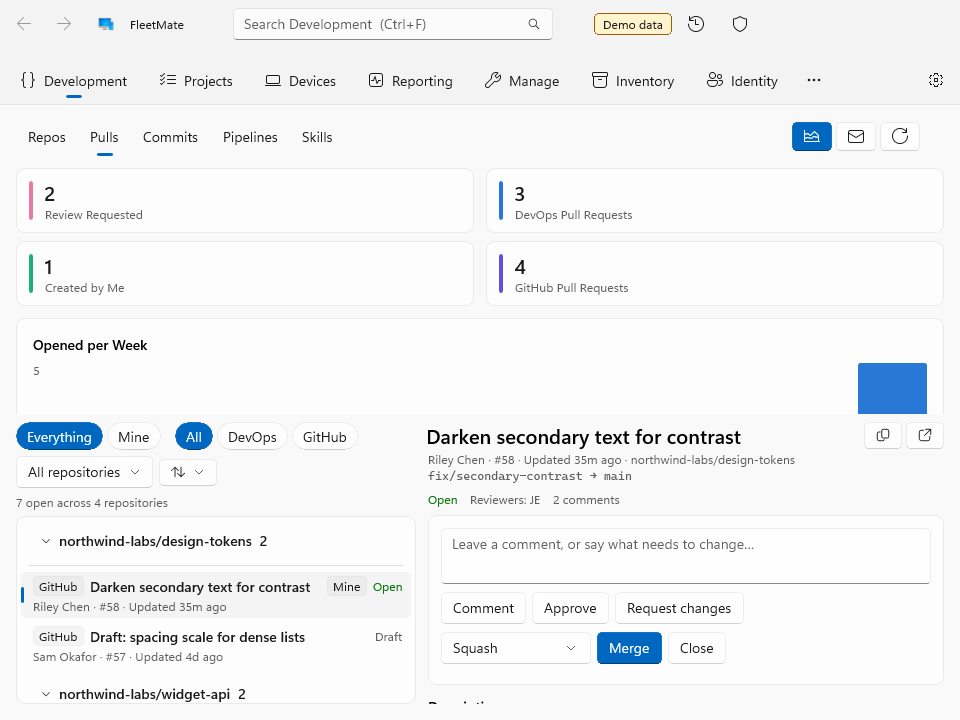 FleetMate
Search Development (Ctrl+F)
Demo data
Development
Projects
Devices
Reporting
Manage
Inventory
Identity
Repos
Pulls
Commits
Pipelines
Skills
2
Review Requested
3
DevOps Pull Requests
1
Created by Me
4
GitHub Pull Requests
Opened per Week
5
Everything
Mine
All
DevOps
GitHub
All repositories
7 open across 4 repositories
northwind-labs/design-tokens 2
GitHub Darken secondary text for contrast Mine Open
Riley Chen · #58 · Updated 35m ago
GitHub Draft: spacing scale for dense lists Draft
Sam Okafor · #57 · Updated 4d ago
northwind-labs/widget-api 2
Darken secondary text for contrast
Riley Chen · #58 · Updated 35m ago · northwind-labs/design-tokens
fix/secondary-contrast → main
Open Reviewers: JE 2 comments
Leave a comment, or say what needs to change...
Comment
Approve
Request changes
Squash
Merge
Close